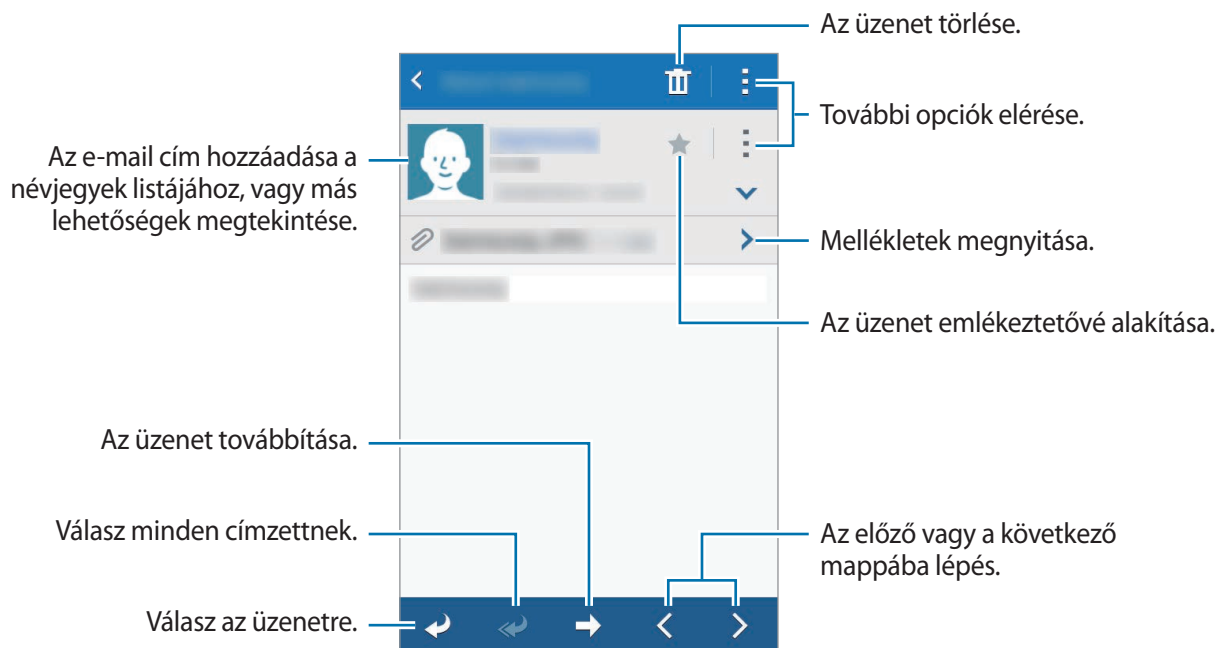 Az üzenet törlése.
További opciók elérése.
Az e-mail cím hozzáadása a
névjegyek listájához, vagy más
lehetőségek megtekintése.
Mellékletek megnyitása.
Az üzenet emlékeztetővé alakítása.
Az üzenet továbbítása.
Válasz minden címzettnek.
Az előző vagy a következő
mappába lépés.
Válasz az üzenetre.